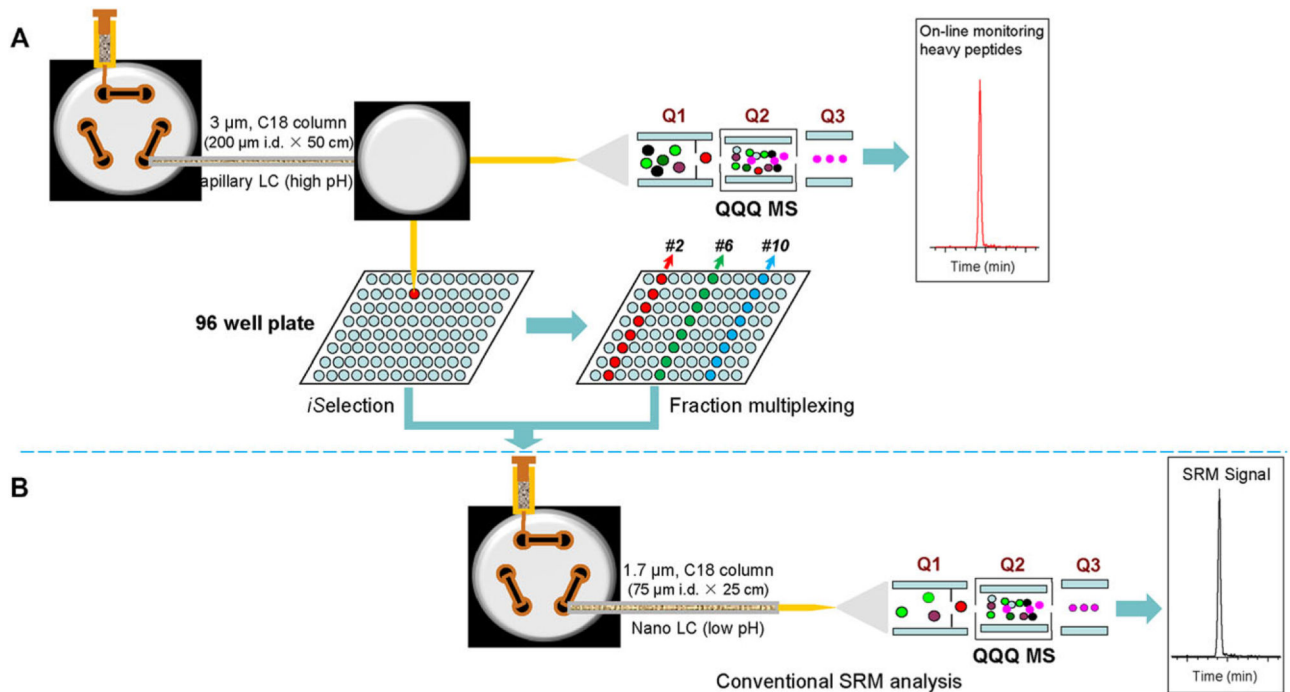 A
3 µm, C18 column
(200 µm i.d. × 50 cm)
apillary LC (high pH)
Q1 Q2 Q3
QQQ MS
On-line monitoring
heavy peptides
Time (min)
#2 #6 #10
96 well plate
iSelection
Fraction multiplexing
B
1.7 µm, C18 column
(75 µm i.d. × 25 cm)
Nano LC (low pH)
Q1 Q2 Q3
QQQ MS
SRM Signal
Time (min)
Conventional SRM analysis